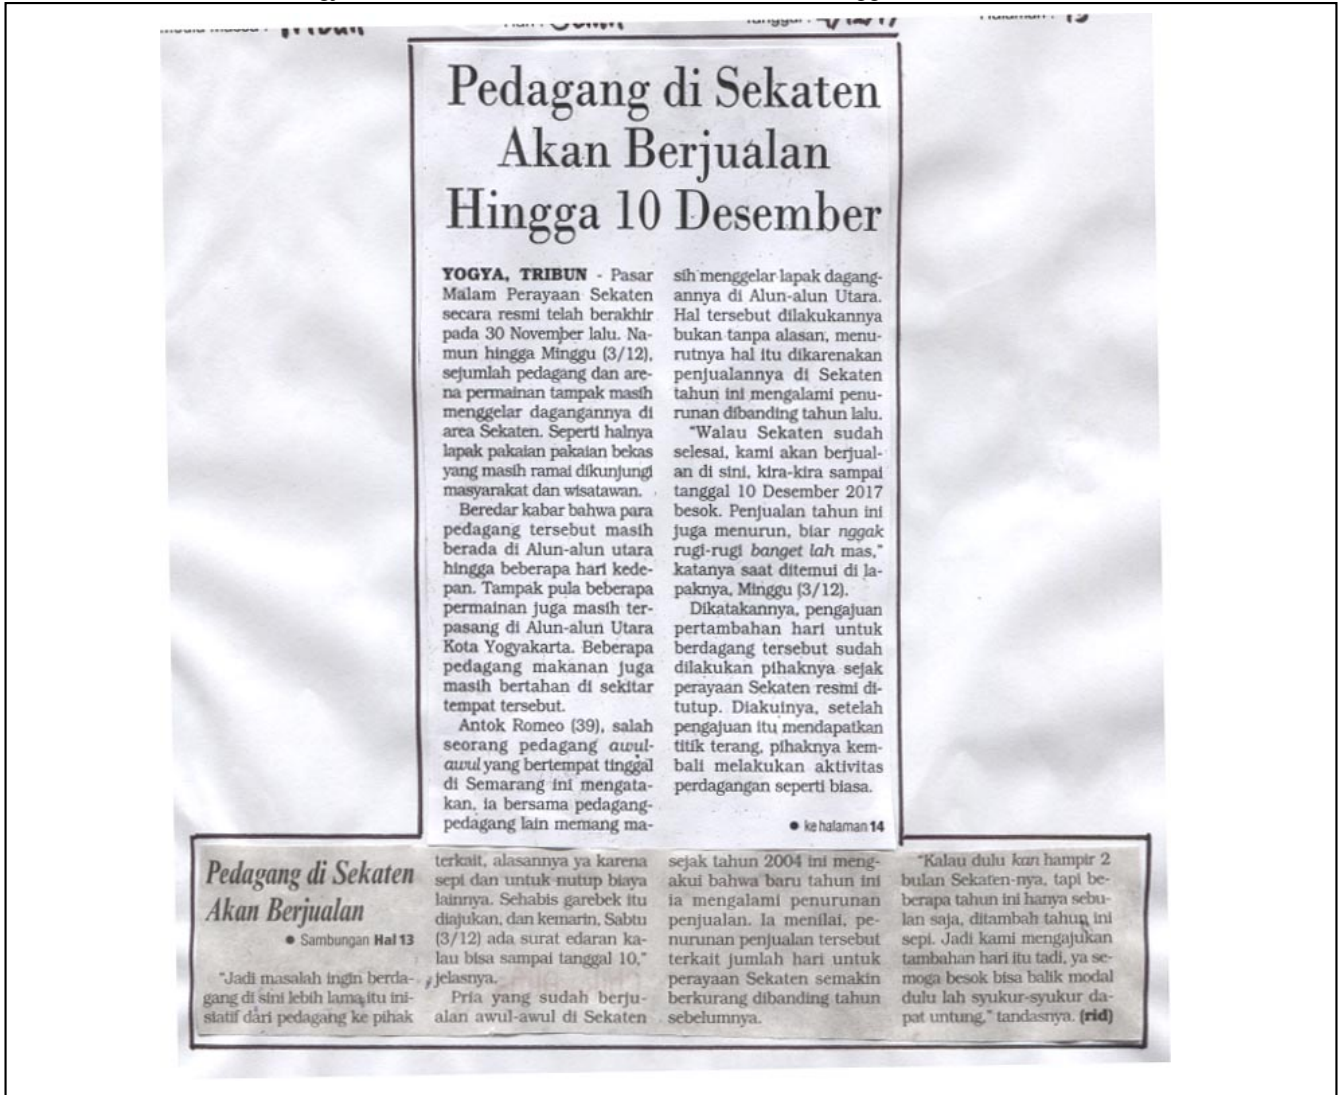 Pedagang di Sekaten
Akan Berjualan
Hingga 10 Desember
YOGYA, TRIBUN - Pasar
Malam Perayaan Sekaten
secara resmi telah berakhir
pada 30 November lalu. Na-
mun hingga Minggu (3/12),
sejumlah pedagang dan are-
na permainan tampak masih
menggelar dagangannya di
area Sekaten. Seperti halnya
lapak pakaian pakaian bekas
yang masih ramai dikunjungi
masyarakat dan wisatawan.
Beredar kabar bahwa para
pedagang tersebut masih
berada di Alun-alun utara
hingga beberapa hari kede-
pan. Tampak pula beberapa
permainan juga masih ter-
pasang di Alun-alun Utara
Kota Yogyakarta. Beberapa
pedagang makanan juga
masih bertahan di sekitar
tempat tersebut.
Antok Romeo (39), salah
seorang pedagang awul-
awul yang bertempat tinggal
di Semarang ini mengata-
kan, ia bersama pedagang-
pedagang lain memang ma-
sih menggelar lapak dagang-
annya di Alun-alun Utara.
Hal tersebut dilakukannya
bukan tanpa alasan, menu-
rutnya hal itu dikarenakan
penjualannya di Sekaten
tahun ini mengalami penu-
runan dibanding tahun lalu.
"Walau Sekaten sudah
selesai, kami akan berjual-
an di sini, kira-kira sampai
tanggal 10 Desember 2017
besok. Penjualan tahun ini
juga menurun, biar nggak
rugi-rugi banget lah mas,"
katanya saat ditemui di la-
paknya, Minggu (3/12).
Dikatakannya, pengajuan
pertambahan hari untuk
berdagang tersebut sudah
dilakukan pihaknya sejak
perayaan Sekaten resmi di-
tutup. Diakuinya, setelah
pengajuan itu mendapatkan
titik terang, pihaknya kem-
bali melakukan aktivitas
perdagangan seperti biasa.
● ke halaman 14
Pedagang di Sekaten
Akan Berjualan
● Sambungan Hal 13
"Jadi masalah ingin berda-
gang di sini lebih lama itu ini-
siatif dari pedagang ke pihak
terkait, alasannya ya karena
sepi dan untuk nutup biaya
lainnya. Sehabis garebek itu
diajukan, dan kemarin, Sabtu
(3/12) ada surat edaran ka-
lau bisa sampai tanggal 10,"
jelasnya.
Pria yang sudah berju-
alan awul-awul di Sekaten
sejak tahun 2004 ini meng-
akui bahwa baru tahun ini
ia mengalami penurunan
penjualan. Ia menilai, pe-
nurunan penjualan tersebut
terkait jumlah hari untuk
perayaan Sekaten semakin
berkurang dibanding tahun
sebelumnya.
"Kalau dulu kan hampir 2
bulan Sekaten-nya, tapi be-
berapa tahun ini hanya sebu-
lan saja, ditambah tahun ini
sepi. Jadi kami mengajukan
tambahan hari itu tadi, ya se-
moga besok bisa balik modal
dulu lah syukur-syukur da-
pat untung," tandasnya. (rid)